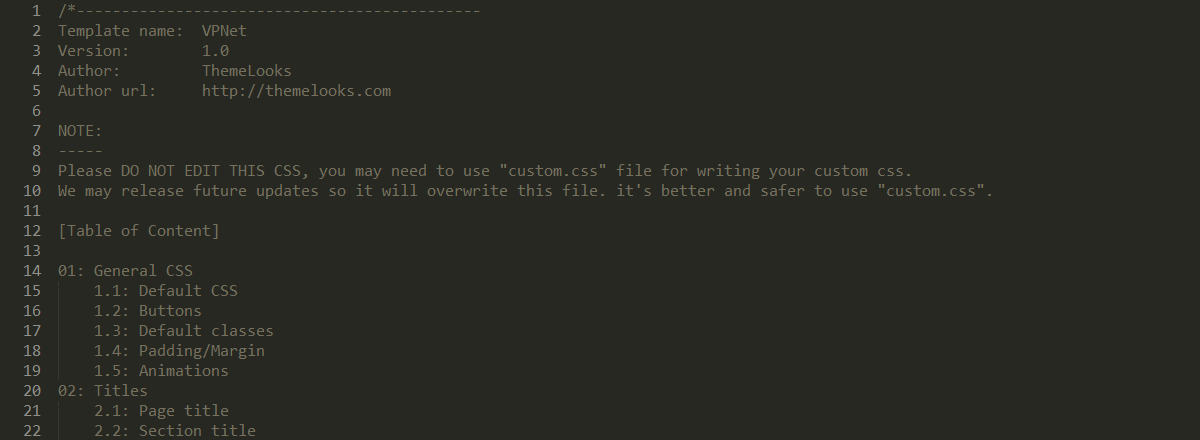 1 /*---------------------------------------------
2 Template name:  VPNet
3 Version:        1.0
4 Author:         ThemeLooks
5 Author url:     http://themelooks.com
6
7 NOTE:
8 -----
9 Please DO NOT EDIT THIS CSS, you may need to use "custom.css" file for writing your custom css.
10 We may release future updates so it will overwrite this file. it's better and safer to use "custom.css".
11
12 [Table of Content]
13
14 01: General CSS
15     1.1: Default CSS
16     1.2: Buttons
17     1.3: Default classes
18     1.4: Padding/Margin
19     1.5: Animations
20 02: Titles
21     2.1: Page title
22     2.2: Section title